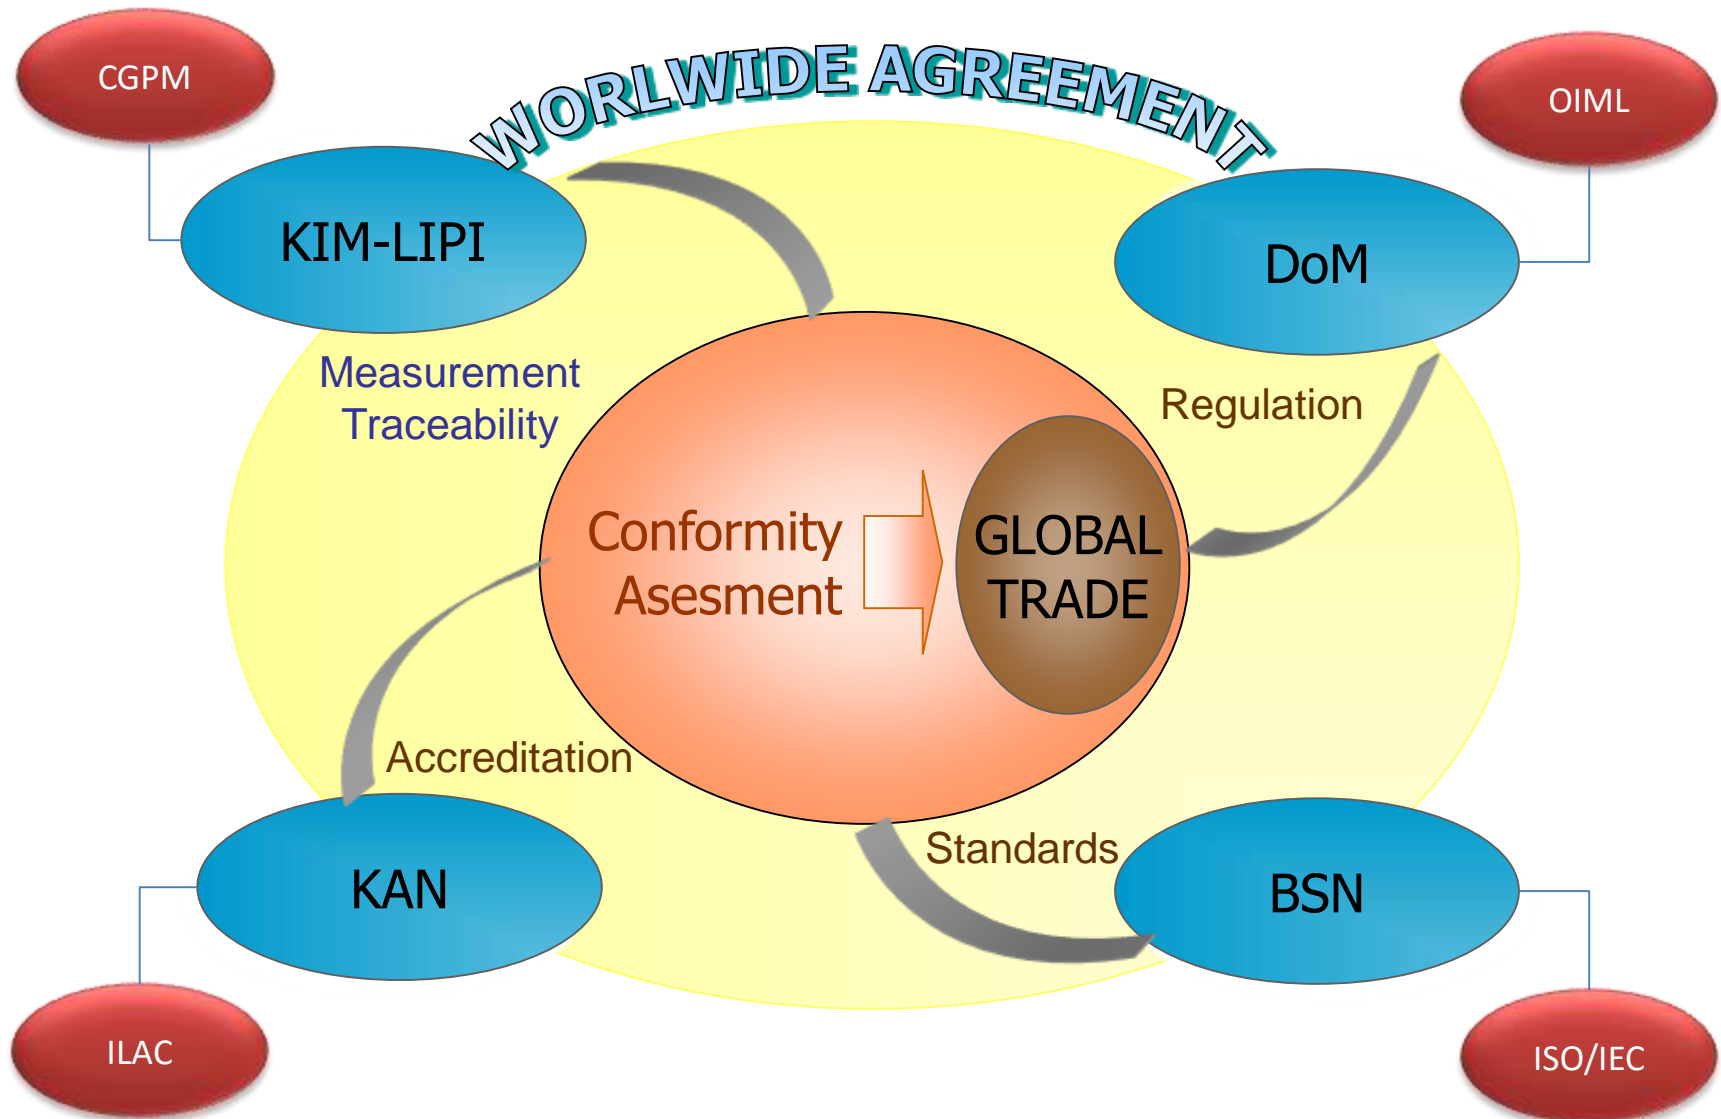 WORLWIDE AGREEMENT
CGPM
OIML
KIM-LIPI
DoM
Measurement
Traceability
Regulation
Conformity
Asesment
GLOBAL
TRADE
Accreditation
Standards
KAN
BSN
ILAC
ISO/IEC